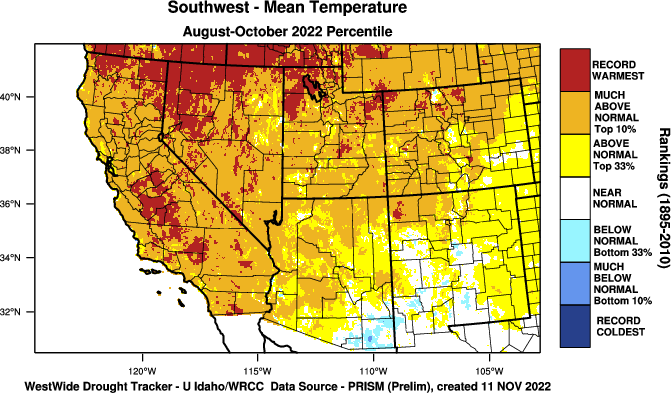 Southwest - Mean Temperature
August-October 2022 Percentile
40°N
38°N
36°N
34°N
32°N
120°W
115°W
110°W
105°W
RECORD
WARMEST
MUCH
ABOVE
NORMAL
Top 10%
ABOVE
NORMAL
Top 33%
NEAR
NORMAL
BELOW
NORMAL
Bottom 33%
MUCH
BELOW
NORMAL
Bottom 10%
RECORD
COLDEST
Rankings (1895-2010)
WestWide Drought Tracker - U Idaho/WRCC Data Source - PRISM (Prelim), created 11 NOV 2022